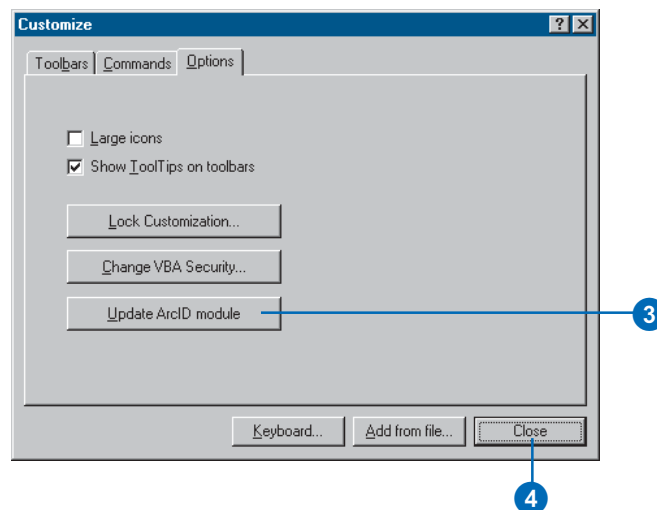 Customize
Toolbars Commands Options
Large icons
Show ToolTips on toolbars
Lock Customization...
Change VBA Security...
Update ArcID module
3
Keyboard... Add from file... Close
4